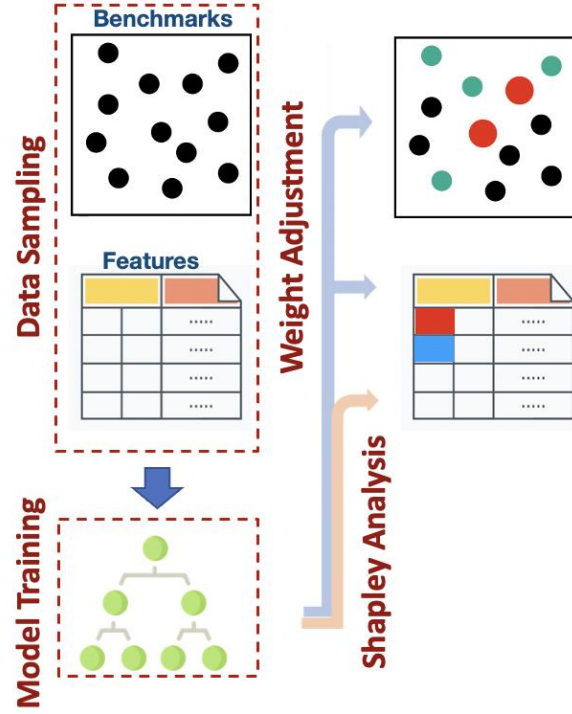 Benchmarks
Data Sampling
Features
.....
.....
.....
.....
Weight Adjustment
.....
.....
.....
.....
Model Training
Shapley Analysis